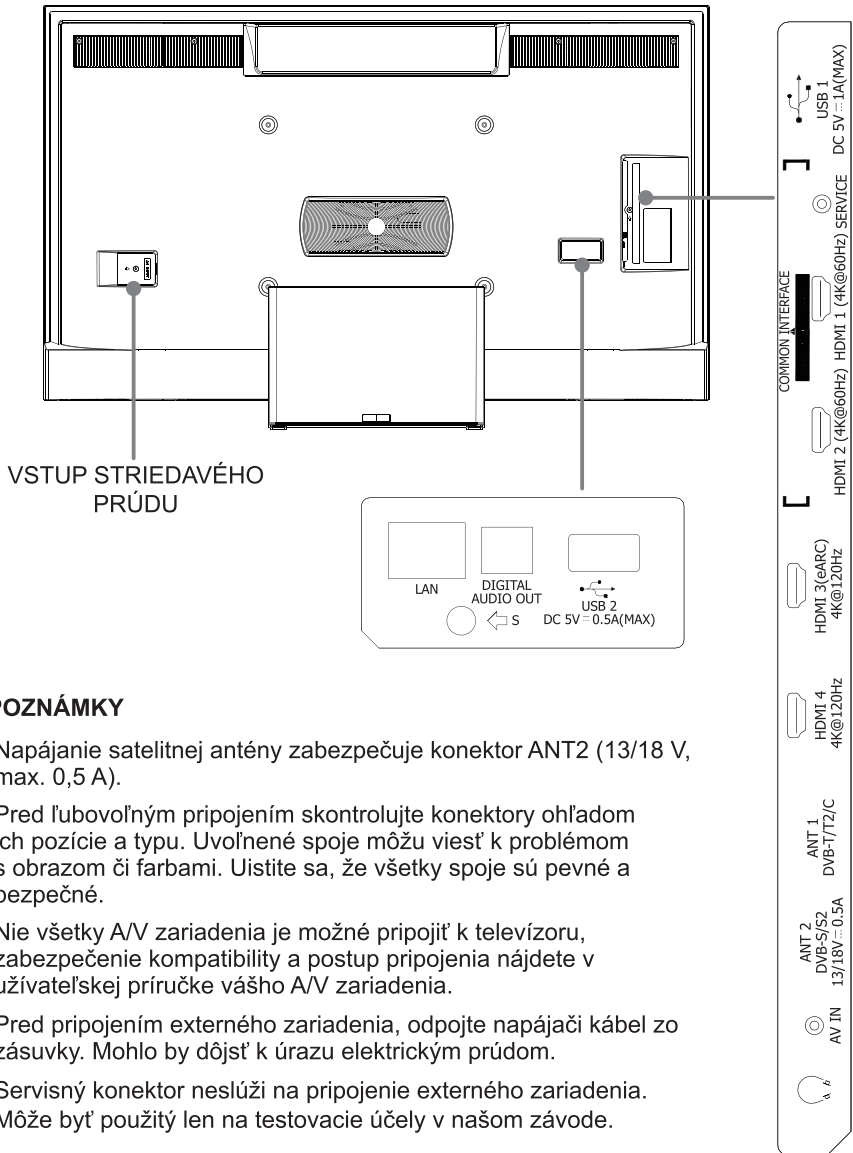 USB 1
DC 5V ⎓ 1A(MAX)
SERVICE
HDMI 1 (4K@60Hz)
COMMON INTERFACE
HDMI 2 (4K@60Hz)
HDMI 3(eARC)
4K@120Hz
HDMI 4
4K@120Hz
ANT 1
DVB-T/T2/C
ANT 2
DVB-S/S2
13/18V ⎓ 0.5A
AV IN
VSTUP STRIEDAVÉHO
PRÚDU
LAN
DIGITAL
AUDIO OUT
S
USB 2
DC 5V ⎓ 0.5A(MAX)
POZNÁMKY
Napájanie satelitnej antény zabezpečuje konektor ANT2 (13/18 V,
max. 0,5 A).
Pred ľubovoľným pripojením skontrolujte konektory ohľadom
ich pozície a typu. Uvoľnené spoje môžu viesť k problémom
s obrazom či farbami. Uistite sa, že všetky spoje sú pevné a
bezpečné.
Nie všetky A/V zariadenia je možné pripojiť k televízoru,
zabezpečenie kompatibility a postup pripojenia nájdete v
užívateľskej príručke vášho A/V zariadenia.
Pred pripojením externého zariadenia, odpojte napájači kábel zo
zásuvky. Mohlo by dôjsť k úrazu elektrickým prúdom.
Servisný konektor neslúži na pripojenie externého zariadenia.
Môže byť použitý len na testovacie účely v našom závode.